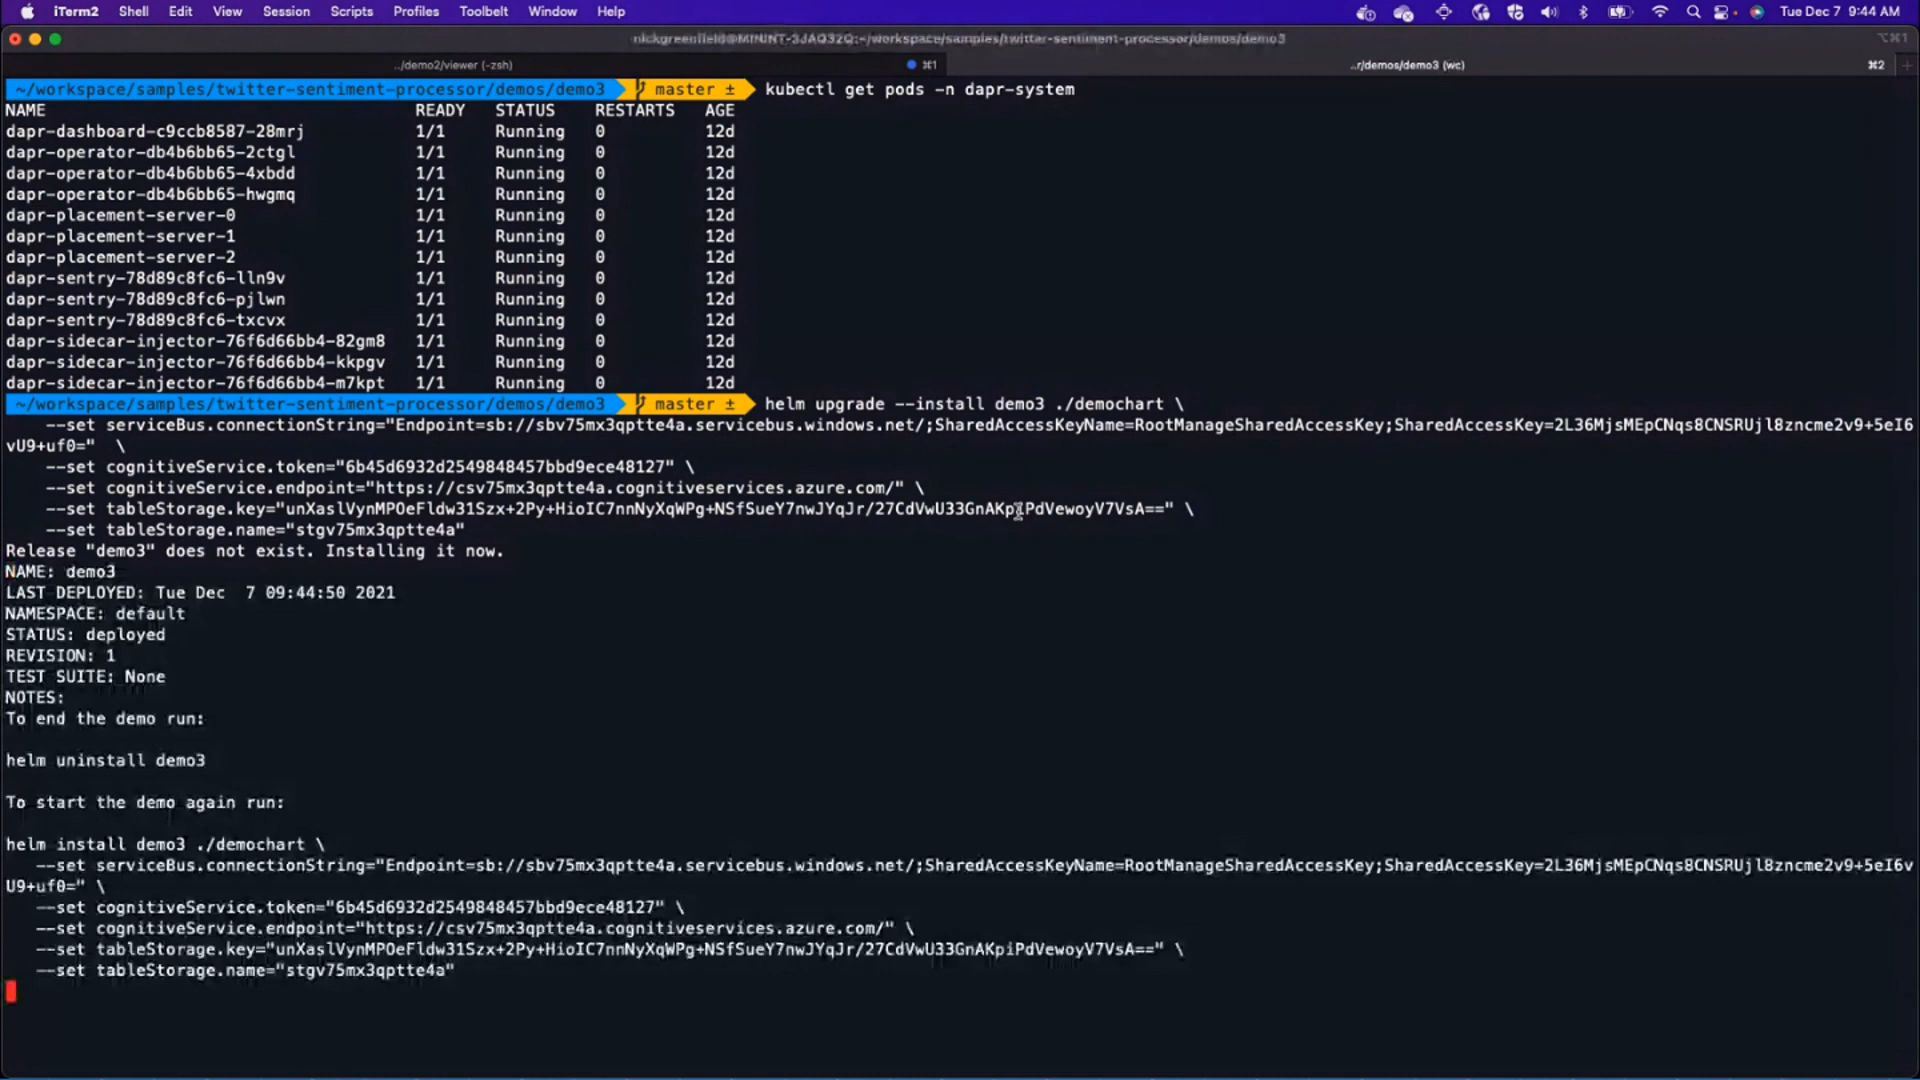 iTerm2 Shell Edit View Session Scripts Profiles Toolbelt Window Help Tue Dec 7 9:44 AM
nickgreenfield@MININT-3JAQ32Q:~/workspace/samples/twitter-sentiment-processor/demos/demo3 ⌥⌘1
../demo2/viewer (-zsh) ⌘1 ..r/demos/demo3 (wc) ⌘2 +
~/workspace/samples/twitter-sentiment-processor/demos/demo3 master ± kubectl get pods -n dapr-system
NAME READY STATUS RESTARTS AGE
dapr-dashboard-c9ccb8587-28mrj 1/1 Running 0 12d
dapr-operator-db4b6bb65-2ctgl 1/1 Running 0 12d
dapr-operator-db4b6bb65-4xbdd 1/1 Running 0 12d
dapr-operator-db4b6bb65-hwgmq 1/1 Running 0 12d
dapr-placement-server-0 1/1 Running 0 12d
dapr-placement-server-1 1/1 Running 0 12d
dapr-placement-server-2 1/1 Running 0 12d
dapr-sentry-78d89c8fc6-lln9v 1/1 Running 0 12d
dapr-sentry-78d89c8fc6-pjlwn 1/1 Running 0 12d
dapr-sentry-78d89c8fc6-txcvx 1/1 Running 0 12d
dapr-sidecar-injector-76f6d66bb4-82gm8 1/1 Running 0 12d
dapr-sidecar-injector-76f6d66bb4-kkpgv 1/1 Running 0 12d
dapr-sidecar-injector-76f6d66bb4-m7kpt 1/1 Running 0 12d
~/workspace/samples/twitter-sentiment-processor/demos/demo3 master ± helm upgrade --install demo3 ./demochart \
--set serviceBus.connectionString="Endpoint=sb://sbv75mx3qptte4a.servicebus.windows.net/;SharedAccessKeyName=RootManageSharedAccessKey;SharedAccessKey=2L36MjsMEpCNqs8CNSRUjl8zncme2v9+5eI6
vU9+uf0=" \
--set cognitiveService.token="6b45d6932d2549848457bbd9ece48127" \
--set cognitiveService.endpoint="https://csv75mx3qptte4a.cognitiveservices.azure.com/" \
--set tableStorage.key="unXaslVynMPOeFldw31Szx+2Py+HioIC7nnNyXqWPg+NSfSueY7nwJYqJr/27CdVwU33GnAKpiPdVewoyV7VsA==" \
--set tableStorage.name="stgv75mx3qptte4a"
Release "demo3" does not exist. Installing it now.
NAME: demo3
LAST DEPLOYED: Tue Dec 7 09:44:50 2021
NAMESPACE: default
STATUS: deployed
REVISION: 1
TEST SUITE: None
NOTES:
To end the demo run:
helm uninstall demo3
To start the demo again run:
helm install demo3 ./demochart \
--set serviceBus.connectionString="Endpoint=sb://sbv75mx3qptte4a.servicebus.windows.net/;SharedAccessKeyName=RootManageSharedAccessKey;SharedAccessKey=2L36MjsMEpCNqs8CNSRUjl8zncme2v9+5eI6v
U9+uf0=" \
--set cognitiveService.token="6b45d6932d2549848457bbd9ece48127" \
--set cognitiveService.endpoint="https://csv75mx3qptte4a.cognitiveservices.azure.com/" \
--set tableStorage.key="unXaslVynMPOeFldw31Szx+2Py+HioIC7nnNyXqWPg+NSfSueY7nwJYqJr/27CdVwU33GnAKpiPdVewoyV7VsA==" \
--set tableStorage.name="stgv75mx3qptte4a"